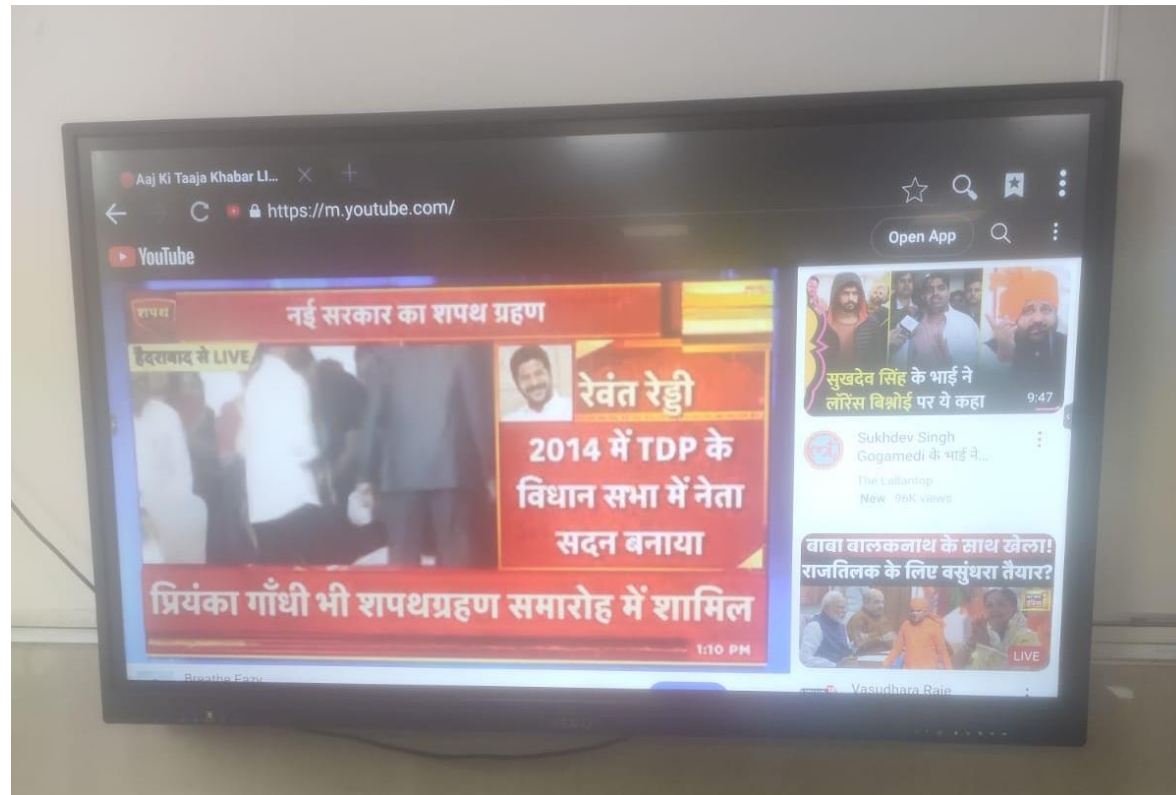 Aaj Ki Taaja Khabar LI...
https://m.youtube.com/
Open App
YouTube
शपथ
नई सरकार का शपथ ग्रहण
हैदराबाद से LIVE
रेवंत रेड्डी
2014 में TDP के
विधान सभा में नेता
सदन बनाया
प्रियंका गाँधी भी शपथग्रहण समारोह में शामिल
1:10 PM
Breathe Eazy
सुखदेव सिंह के भाई ने
लॉरेंस बिश्नोई पर ये कहा
9:47
Sukhdev Singh
Gogamedi के भाई ने...
The Lallantop
New 96K views
बाबा बालकनाथ के साथ खेला!
राजतिलक के लिए वसुंधरा तैयार?
LIVE
Vasudhara Raje